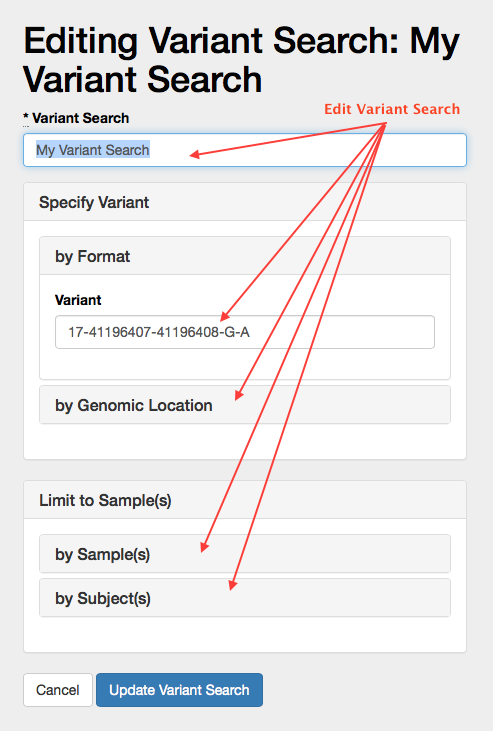 Editing Variant Search: My
Variant Search
Edit Variant Search
* Variant Search
My Variant Search
Specify Variant
by Format
Variant
17-41196407-41196408-G-A
by Genomic Location
Limit to Sample(s)
by Sample(s)
by Subject(s)
Cancel
Update Variant Search